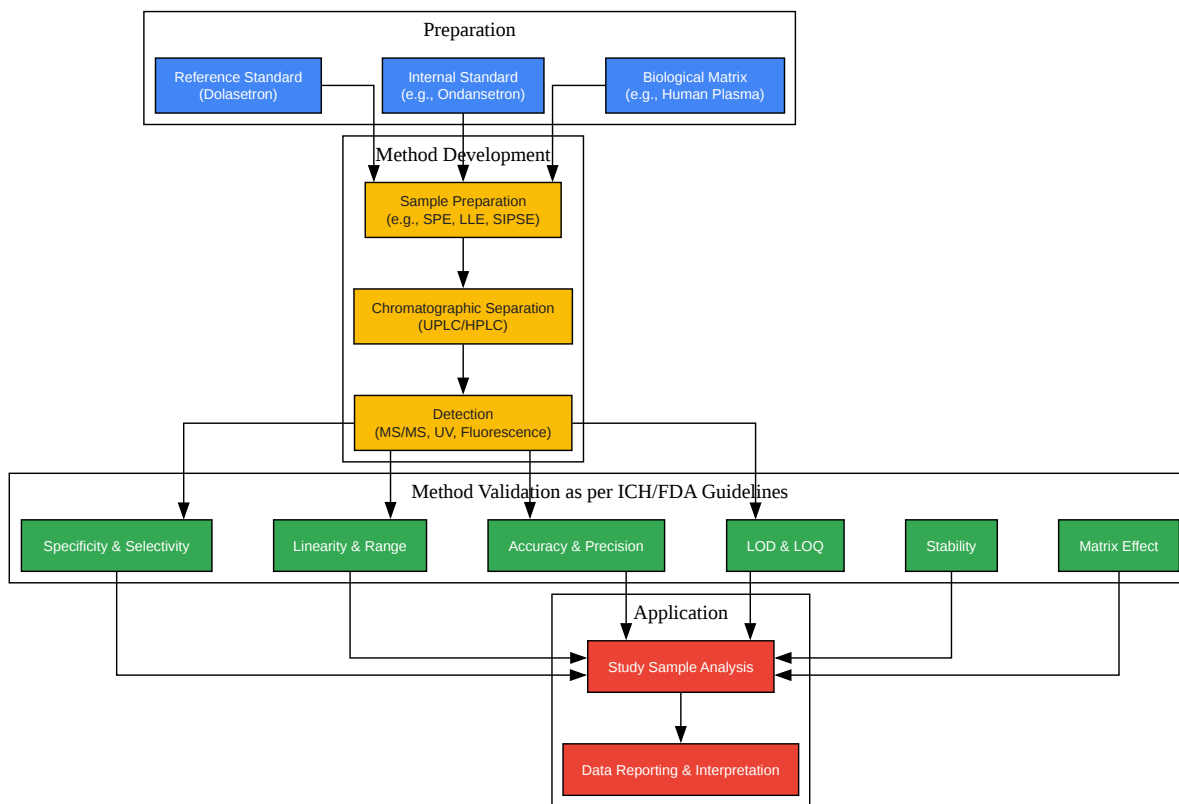 Preparation
Reference Standard
(Dolasetron)
Internal Standard
(e.g., Ondansetron)
Biological Matrix
(e.g., Human Plasma)
Method Development
Sample Preparation
(e.g., SPE, LLE, SIPSE)
Chromatographic Separation
(UPLC/HPLC)
Detection
(MS/MS, UV, Fluorescence)
Method Validation as per ICH/FDA Guidelines
Specificity & Selectivity
Linearity & Range
Accuracy & Precision
LOD & LOQ
Stability
Matrix Effect
Application
Study Sample Analysis
Data Reporting & Interpretation